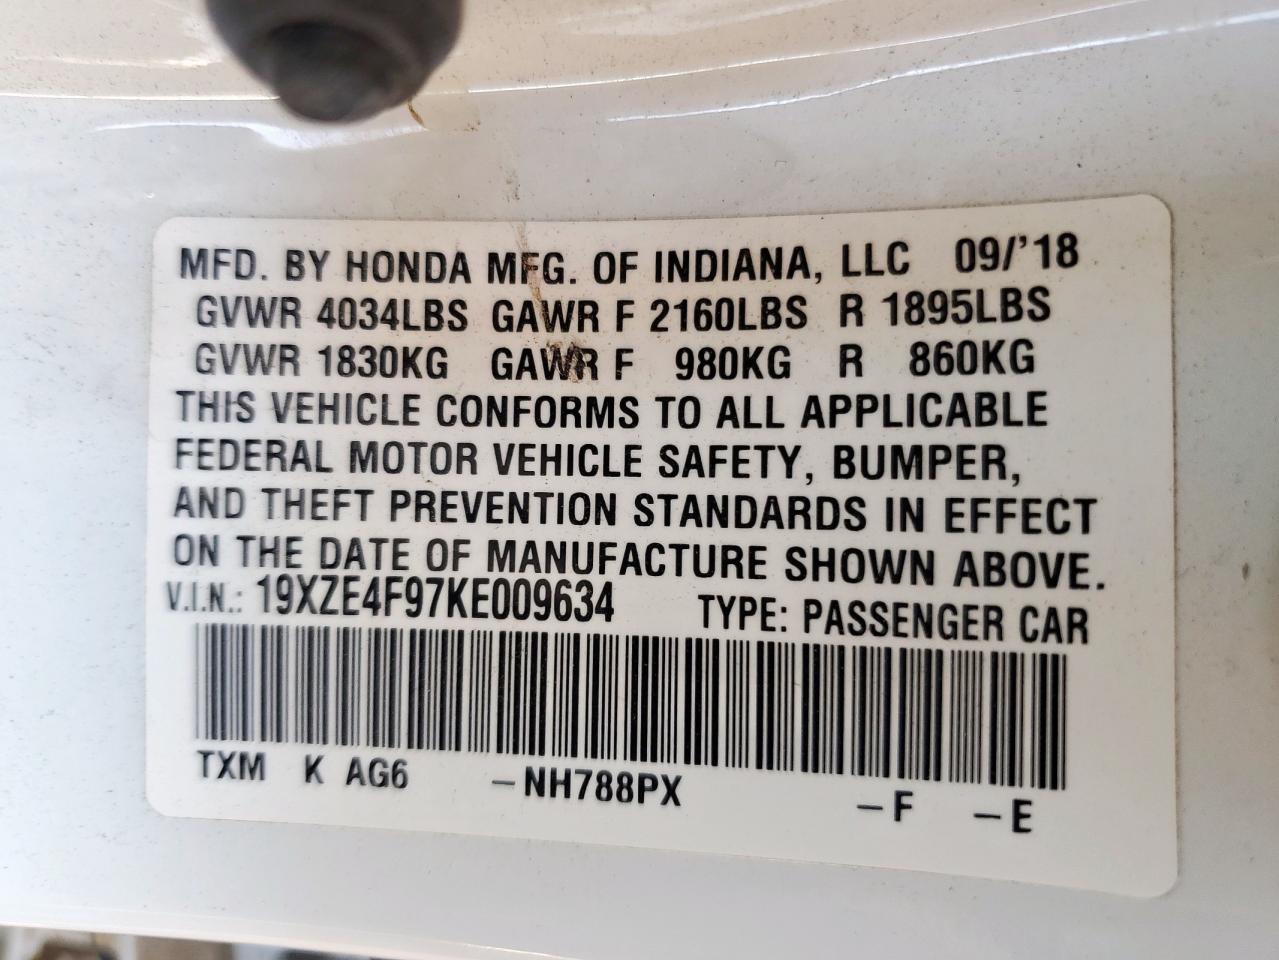 MFD. BY HONDA MFG. OF INDIANA, LLC 09/'18
GVWR 4034LBS GAWR F 2160LBS R 1895LBS
GVWR 1830KG GAWR F 980KG R 860KG
THIS VEHICLE CONFORMS TO ALL APPLICABLE
FEDERAL MOTOR VEHICLE SAFETY, BUMPER,
AND THEFT PREVENTION STANDARDS IN EFFECT
ON THE DATE OF MANUFACTURE SHOWN ABOVE.
V.I.N.: 19XZE4F97KE009634 TYPE: PASSENGER CAR
TXM K AG6 –NH788PX –F –E